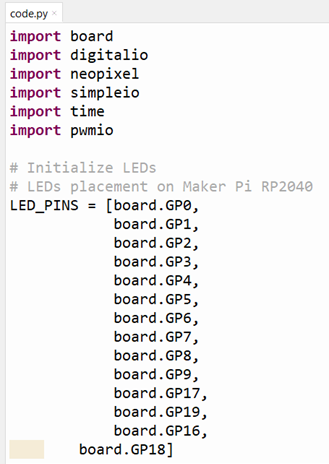 code.py ×
import board
import digitalio
import neopixel
import simpleio
import time
import pwmio
# Initialize LEDs
# LEDs placement on Maker Pi RP2040
LED_PINS = [board.GP0,
board.GP1,
board.GP2,
board.GP3,
board.GP4,
board.GP5,
board.GP6,
board.GP7,
board.GP8,
board.GP9,
board.GP17,
board.GP19,
board.GP16,
board.GP18]